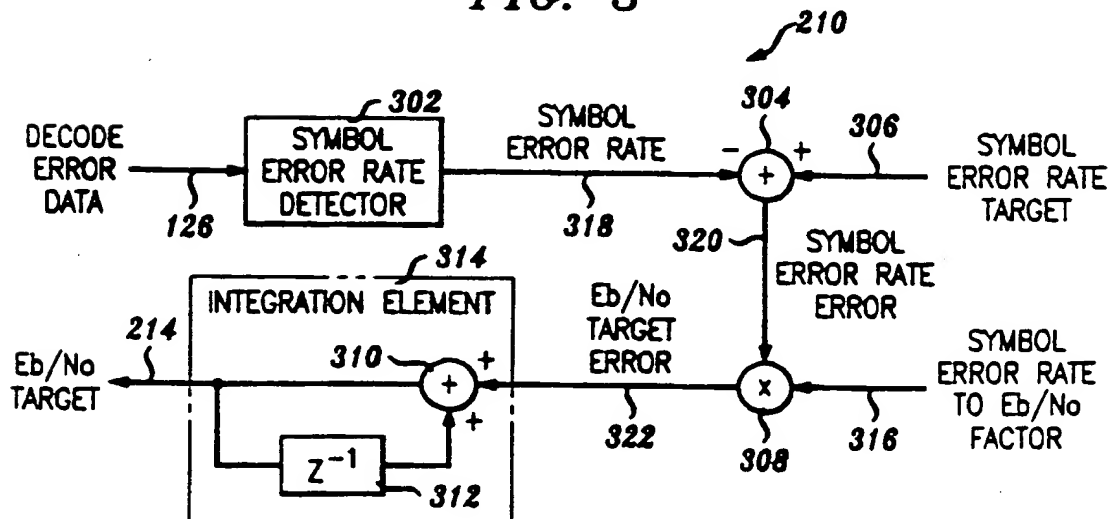 FIG. 3
210
302
304
DECODE
ERROR
DATA
126
SYMBOL
ERROR RATE
DETECTOR
SYMBOL
ERROR RATE
318
-
+
+
306
SYMBOL
ERROR RATE
TARGET
320
SYMBOL
ERROR RATE
ERROR
314
INTEGRATION ELEMENT
214
Eb/No
TARGET
310
+
+
+
Z⁻¹
312
Eb/No
TARGET
ERROR
322
X
308
316
SYMBOL
ERROR RATE
TO Eb/No
FACTOR